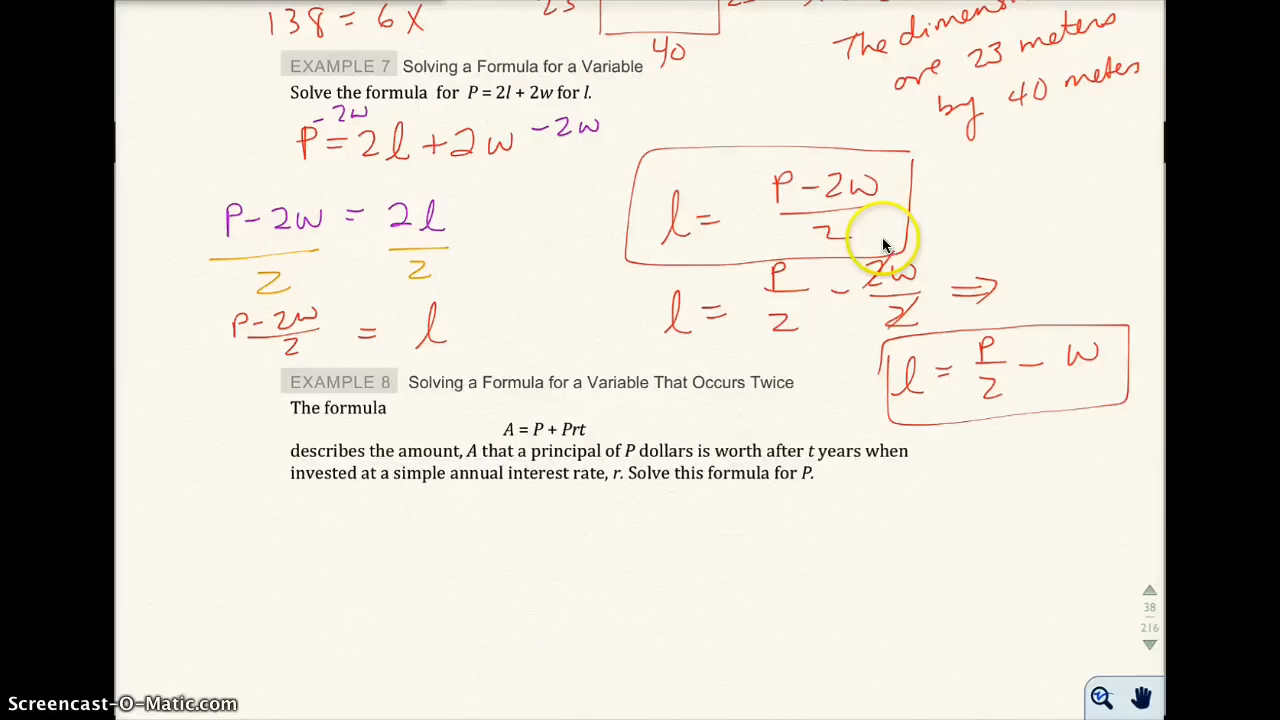 138 = 6x
40
The dimens
are 23 meters
by 40 meters
EXAMPLE 7 Solving a Formula for a Variable
Solve the formula for P = 2l + 2w for l.
-2w
P = 2l + 2w - 2w
P - 2w = 2l
2 2
P - 2w = l
2
l = P - 2w
2
l = P - 2w ⇒
2 2
l = P - w
2
EXAMPLE 8 Solving a Formula for a Variable That Occurs Twice
The formula
A = P + Prt
describes the amount, A that a principal of P dollars is worth after t years when
invested at a simple annual interest rate, r. Solve this formula for P.
38
216
Screencast-O-Matic.com